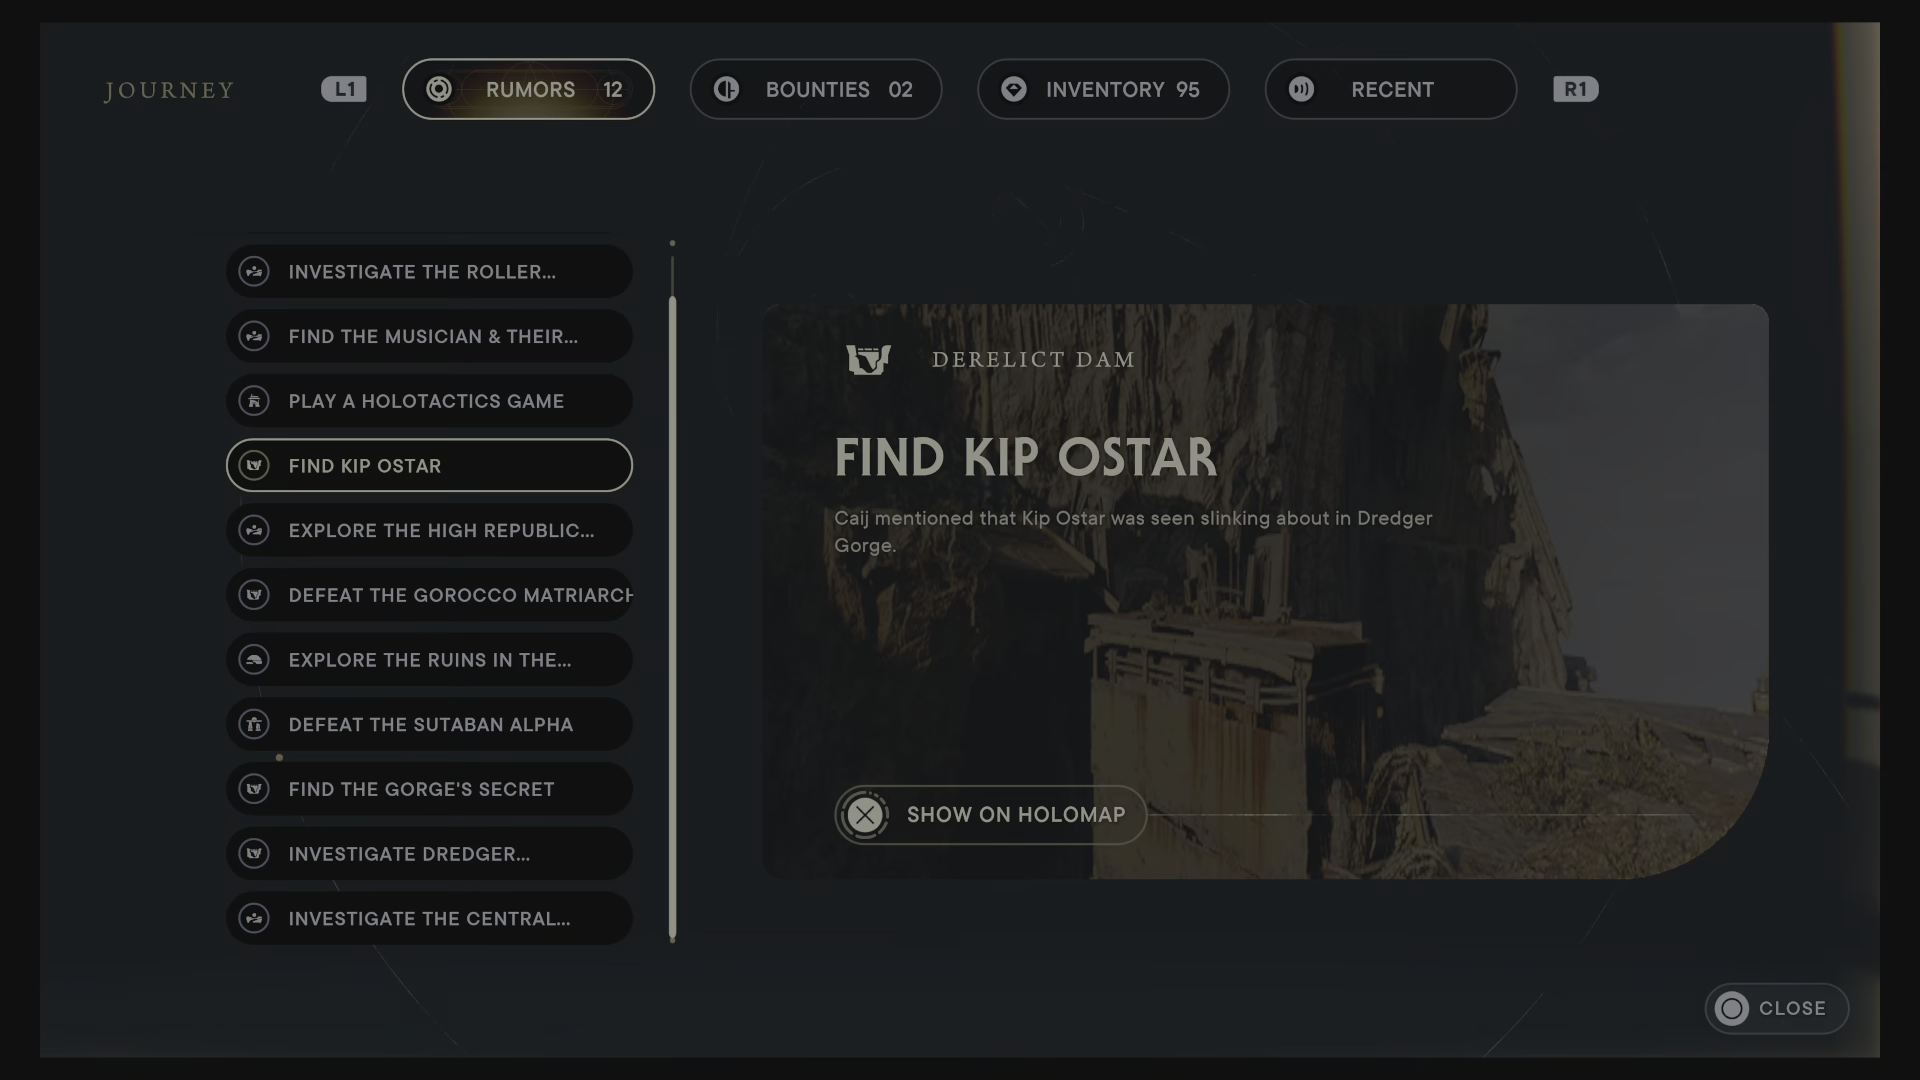 JOURNEY
L1
RUMORS 12
BOUNTIES 02
INVENTORY 95
RECENT
R1
INVESTIGATE THE ROLLER...
FIND THE MUSICIAN & THEIR...
PLAY A HOLOTACTICS GAME
FIND KIP OSTAR
EXPLORE THE HIGH REPUBLIC...
DEFEAT THE GOROCCO MATRIARCH
EXPLORE THE RUINS IN THE...
DEFEAT THE SUTABAN ALPHA
FIND THE GORGE'S SECRET
INVESTIGATE DREDGER...
INVESTIGATE THE CENTRAL...
DERELICT DAM
FIND KIP OSTAR
Caij mentioned that Kip Ostar was seen slinking about in Dredger
Gorge.
SHOW ON HOLOMAP
CLOSE